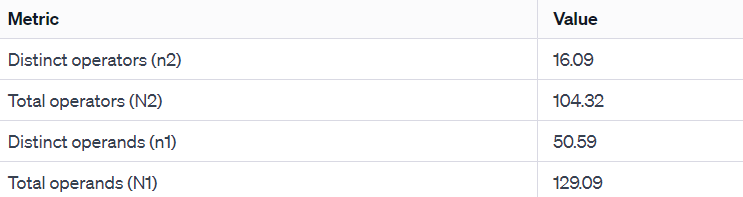 Metric Value
Distinct operators (n2) 16.09
Total operators (N2) 104.32
Distinct operands (n1) 50.59
Total operands (N1) 129.09